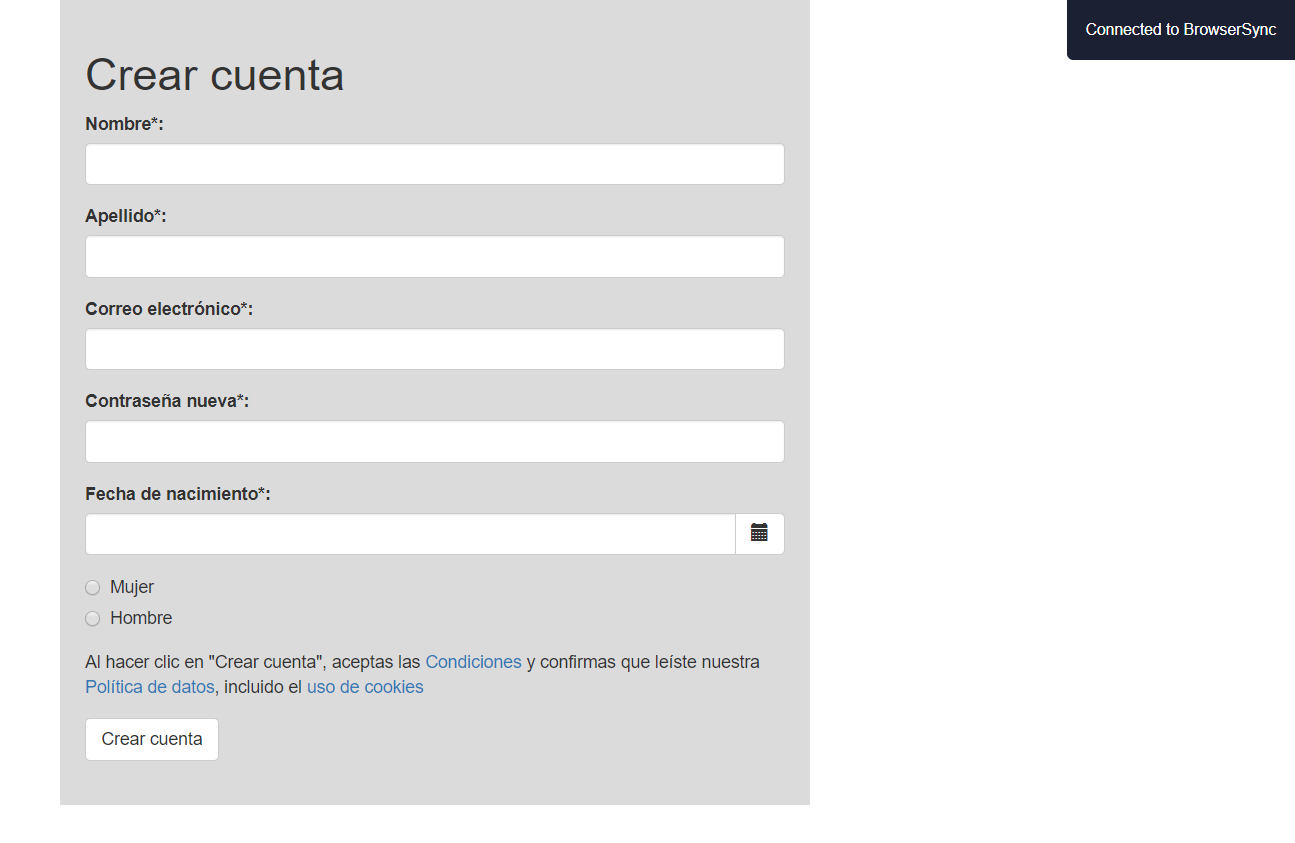 Connected to BrowserSync
Crear cuenta
Nombre*:
Apellido*:
Correo electrónico*:
Contraseña nueva*:
Fecha de nacimiento*:
Mujer
Hombre
Al hacer clic en "Crear cuenta", aceptas las Condiciones y confirmas que leíste nuestra
Política de datos, incluido el uso de cookies
Crear cuenta